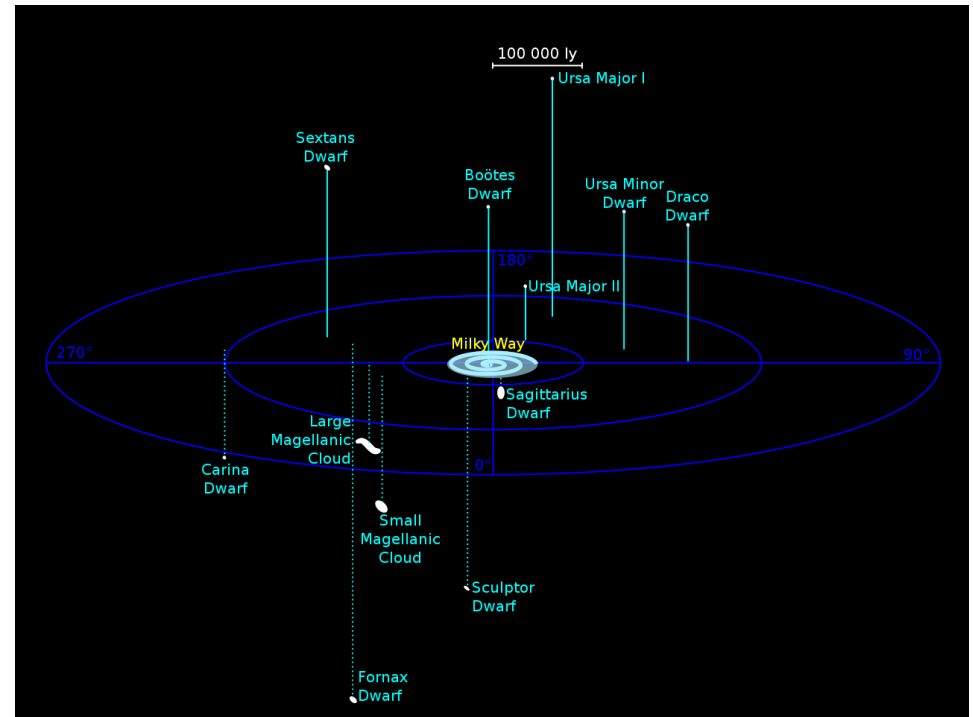 100 000 ly
Ursa Major I
Sextans
Dwarf
Boötes
Dwarf
Ursa Minor
Dwarf
Draco
Dwarf
180°
Ursa Major II
Milky Way
270°
90°
Sagittarius
Dwarf
Large
Magellanic
Cloud
0°
Carina
Dwarf
Small
Magellanic
Cloud
Sculptor
Dwarf
Fornax
Dwarf